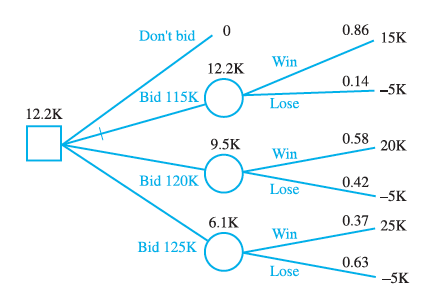 Don't bid 0
0.86 15K
Win
12.2K
0.14 –5K
Bid 115K
Lose
12.2K
9.5K
0.58 20K
Win
Bid 120K
Lose
0.42 –5K
6.1K
0.37 25K
Win
Bid 125K
Lose
0.63 –5K